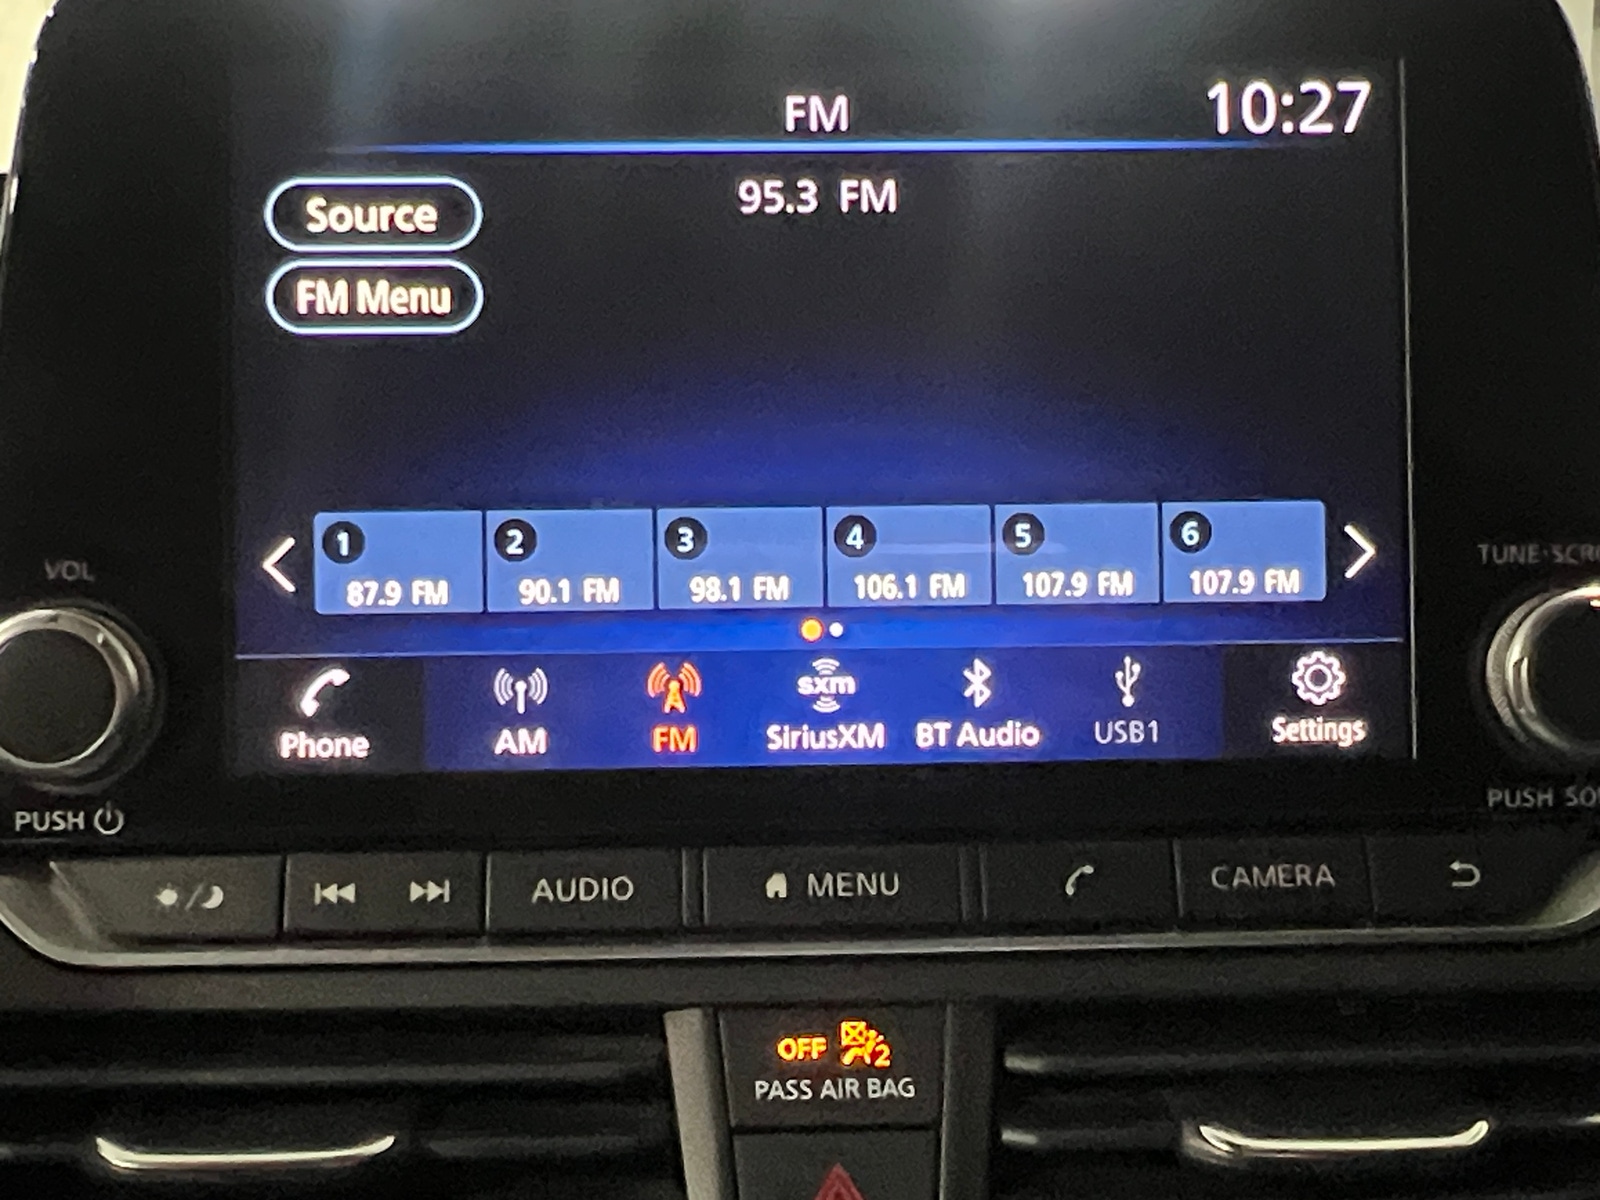 FM
10:27
Source
95.3 FM
FM Menu
1
2
3
4
5
6
87.9 FM
90.1 FM
98.1 FM
106.1 FM
107.9 FM
107.9 FM
VOL
sxm
Phone
AM
FM
SiriusXM
BT Audio
USB1
Settings
PUSH
PUSH
AUDIO
MENU
CAMERA
OFF
2
PASS AIR BAG